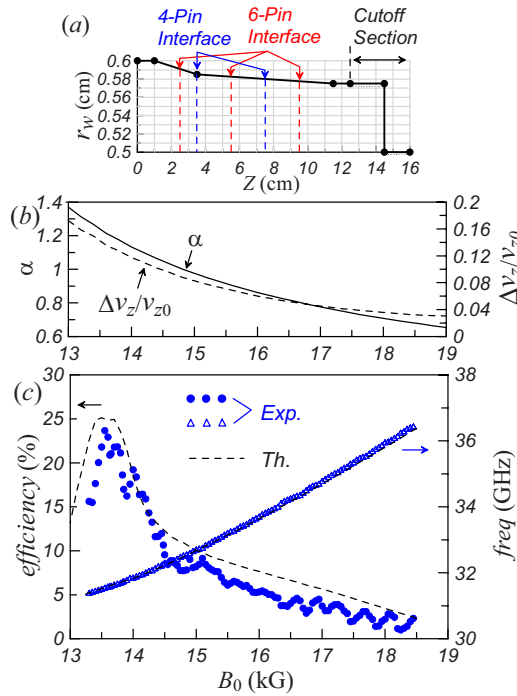 (a)
4-Pin Interface
6-Pin Interface
Cutoff Section
r_w (cm)
0.6
0.58
0.56
0.54
0.52
0.5
0 2 4 6 8 10 12 14 16
Z (cm)
(b)
α
1.4
1.2
1
0.8
0.6
α
Δv_z/v_z0
0.2
0.16
0.12
0.08
0.04
0
Δv_z/v_z0
13 14 15 16 17 18 19
(c)
efficiency (%)
30
25
20
15
10
5
0
Exp.
Th.
38
36
34
32
30
freq (GHz)
13 14 15 16 17 18 19
B_0 (kG)